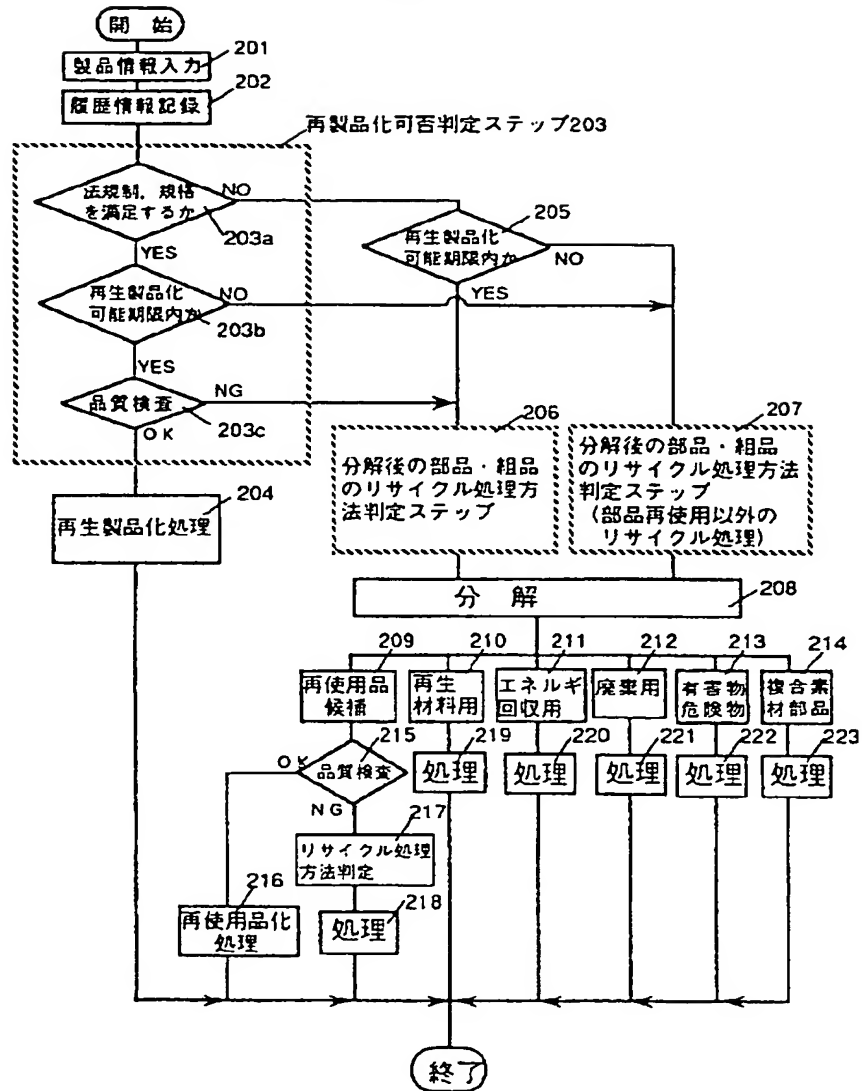 開始
製品情報入力
201
履歴情報記録
202
再製品化可否判定ステップ203
法規制,規格
を満足するか
203a
NO
YES
再生製品化
可能期限内か
203b
NO
YES
品質検査
203c
NG
OK
再生製品化
可能期限内か
205
NO
YES
204
再生製品化処理
206
分解後の部品・組品
のリサイクル処理方
法判定ステップ
207
分解後の部品・組品
のリサイクル処理方法
判定ステップ
(部品再使用以外の
リサイクル処理)
分解
208
209
再使用品
候補
210
再生
材料用
211
エネルギ
回収用
212
廃棄用
213
有害物
危険物
214
複合素
材部品
215
品質検査
OK
NG
219
処理
220
処理
221
処理
222
処理
223
処理
217
リサイクル処理
方法判定
216
再使用品化
処理
218
処理
終了